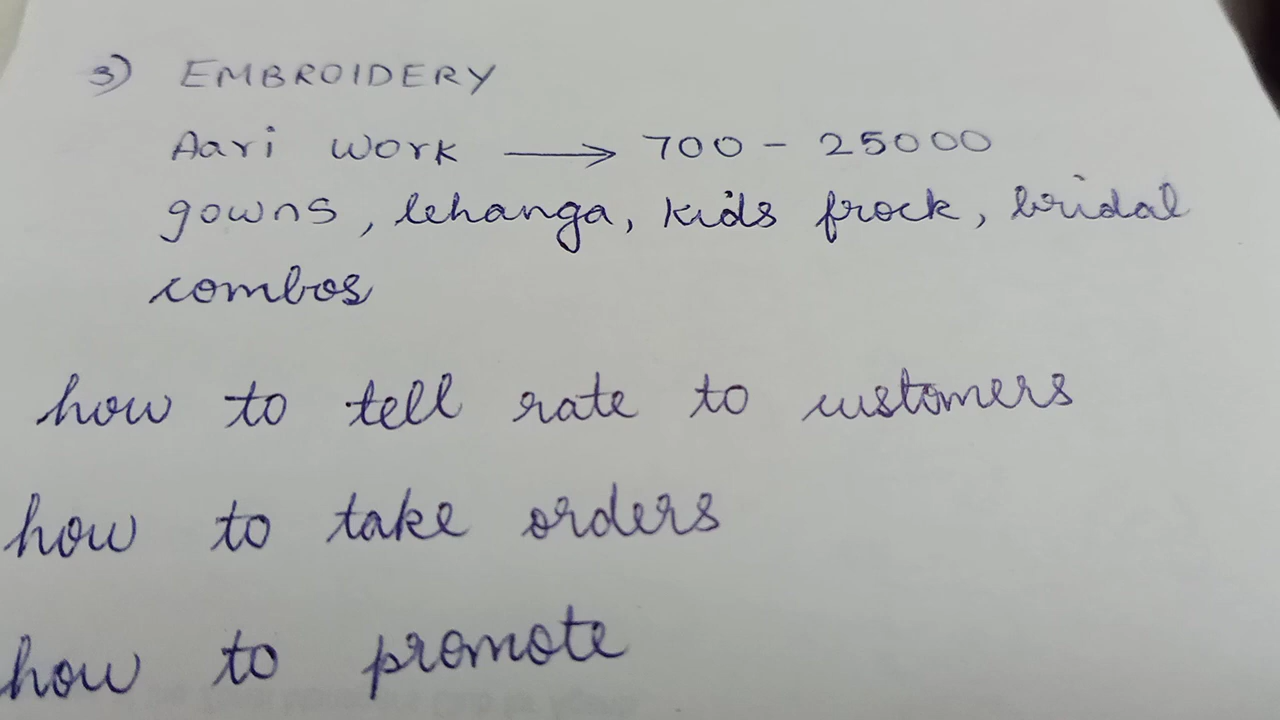 3) EMBROIDERY
Aari work → 700 - 25000
gowns, lehanga, kids frock, bridal
combos
how to tell rate to customers
how to take orders
how to promote